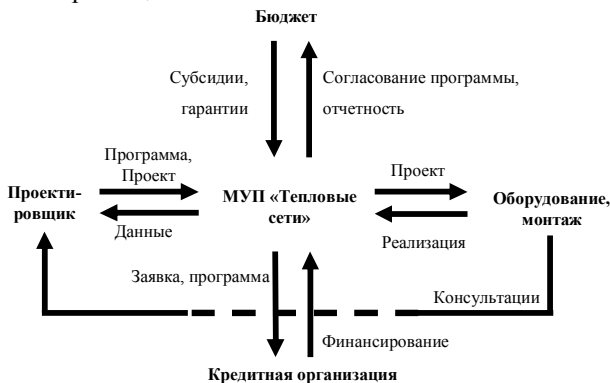 Бюджет
Субсидии,
гарантии
Согласование программы,
отчетность
Программа,
Проект
Проект
Проекти-
ровщик
МУП «Тепловые
сети»
Оборудование,
монтаж
Данные
Реализация
Заявка, программа
Консультации
Финансирование
Кредитная организация